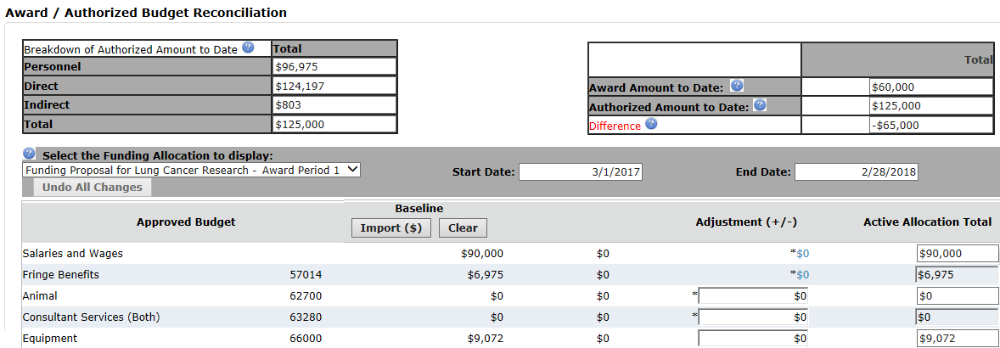 Award / Authorized Budget Reconciliation
Breakdown of Authorized Amount to Date ? Total
Personnel $96,975
Direct $124,197
Indirect $803
Total $125,000
Total
Award Amount to Date: ? $60,000
Authorized Amount to Date: ? $125,000
Difference ? -$65,000
? Select the Funding Allocation to display:
Funding Proposal for Lung Cancer Research - Award Period 1 Start Date: 3/1/2017 End Date: 2/28/2018
Undo All Changes
Baseline
Approved Budget Import ($) Clear Adjustment (+/-) Active Allocation Total
Salaries and Wages $90,000 $0 *$0 $90,000
Fringe Benefits 57014 $6,975 $0 *$0 $6,975
Animal 62700 $0 $0 * $0 $0
Consultant Services (Both) 63280 $0 $0 * $0 $0
Equipment 66000 $9,072 $0 $0 $9,072